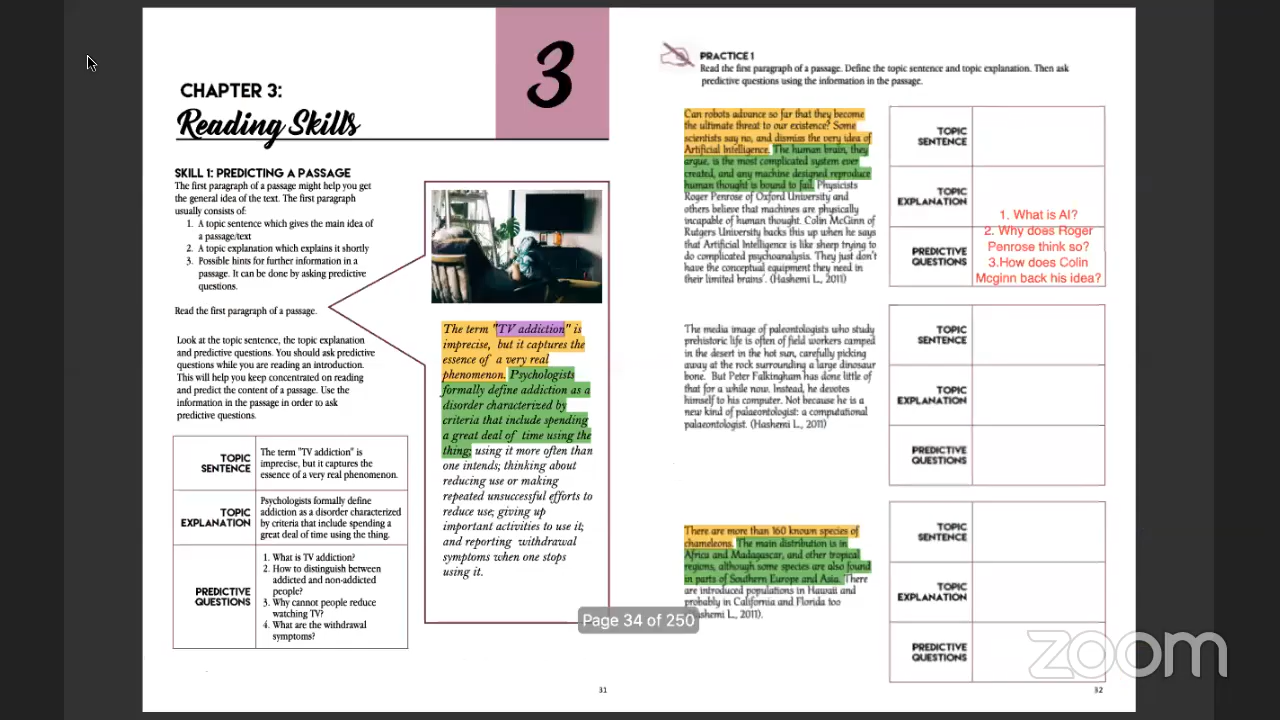 3
CHAPTER 3:
Reading Skills
SKILL 1: PREDICTING A PASSAGE
The first paragraph of a passage might help you get
the general idea of the text. The first paragraph
usually consists of:
1. A topic sentence which gives the main idea of
a passage/text
2. A topic explanation which explains it shortly
3. Possible hints for further information in a
passage. It can be done by asking predictive
questions.
Read the first paragraph of a passage.
Look at the topic sentence, the topic explanation
and predictive questions. You should ask predictive
questions while you are reading an introduction.
This will help you keep concentrated on reading
and predict the content of a passage. Use the
information in the passage in order to ask
predictive questions.
TOPIC
SENTENCE
The term "TV addiction" is
imprecise, but it captures the
essence of a very real phenomenon.
TOPIC
EXPLANATION
Psychologists formally define
addiction as a disorder characterized
by criteria that include spending a
great deal of time using the thing.
PREDICTIVE
QUESTIONS
1. What is TV addiction?
2. How to distinguish between
addicted and non-addicted
people?
3. Why cannot people reduce
watching TV?
4. What are the withdrawal
symptoms?
The term "TV addiction" is
imprecise, but it captures the
essence of a very real
phenomenon. Psychologists
formally define addiction as a
disorder characterized by
criteria that include spending
a great deal of time using the
thing; using it more often than
one intends; thinking about
reducing use or making
repeated unsuccessful efforts to
reduce use; giving up
important activities to use it;
and reporting withdrawal
symptoms when one stops
using it.
31
PRACTICE 1
Read the first paragraph of a passage. Define the topic sentence and topic explanation. Then ask
predictive questions using the information in the passage.
Can robots advance so far that they become
the ultimate threat to our existence? Some
scientists say no, and dismiss the very idea of
Artificial Intelligence. The human brain, they
argue, is the most complicated system ever
created, and any machine designed reproduce
human thought is bound to fail. Physicists
Roger Penrose of Oxford University and
others believe that machines are physically
incapable of human thought. Colin McGinn of
Rutgers University backs this up when he says
that Artificial Intelligence is like sheep trying to
do complicated psychoanalysis. They just don't
have the conceptual equipment they need in
their limited brains'. (Hashemi L., 2011)
TOPIC
SENTENCE
TOPIC
EXPLANATION
PREDICTIVE
QUESTIONS
1. What is AI?
2. Why does Roger
Penrose think so?
3.How does Colin
Mcginn back his idea?
The media image of paleontologists who study
prehistoric life is often of field workers camped
in the desert in the hot sun, carefully picking
away at the rock surrounding a large dinosaur
bone. But Peter Falkingham has done little of
that for a while now. Instead, he devotes
himself to his computer. Not because he is a
new kind of palaeontologist: a computational
palaeontologist. (Hashemi L., 2011)
TOPIC
SENTENCE
TOPIC
EXPLANATION
PREDICTIVE
QUESTIONS
There are more than 160 known species of
chameleons. The main distribution is in
Africa and Madagascar, and other tropical
regions, although some species are also found
in parts of Southern Europe and Asia. There
are introduced populations in Hawaii and
probably in California and Florida too
ashemi L., 2011).
TOPIC
SENTENCE
TOPIC
EXPLANATION
PREDICTIVE
QUESTIONS
32
Page 34 of 250
zoom